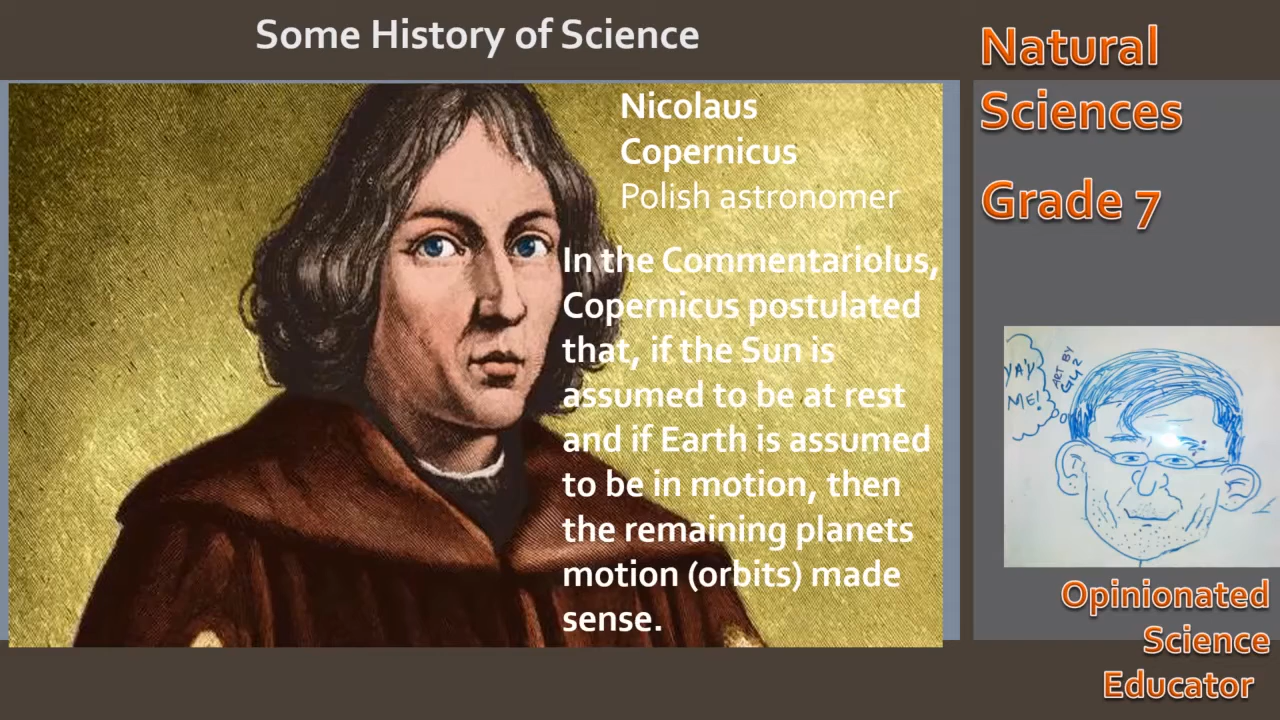 Some History of Science
Nicolaus
Copernicus
Polish astronomer
In the Commentariolus,
Copernicus postulated
that, if the Sun is
assumed to be at rest
and if Earth is assumed
to be in motion, then
the remaining planets
motion (orbits) made
sense.
Natural
Sciences
Grade 7
YAY
ME!
ART BY
Opinionated
Science
Educator